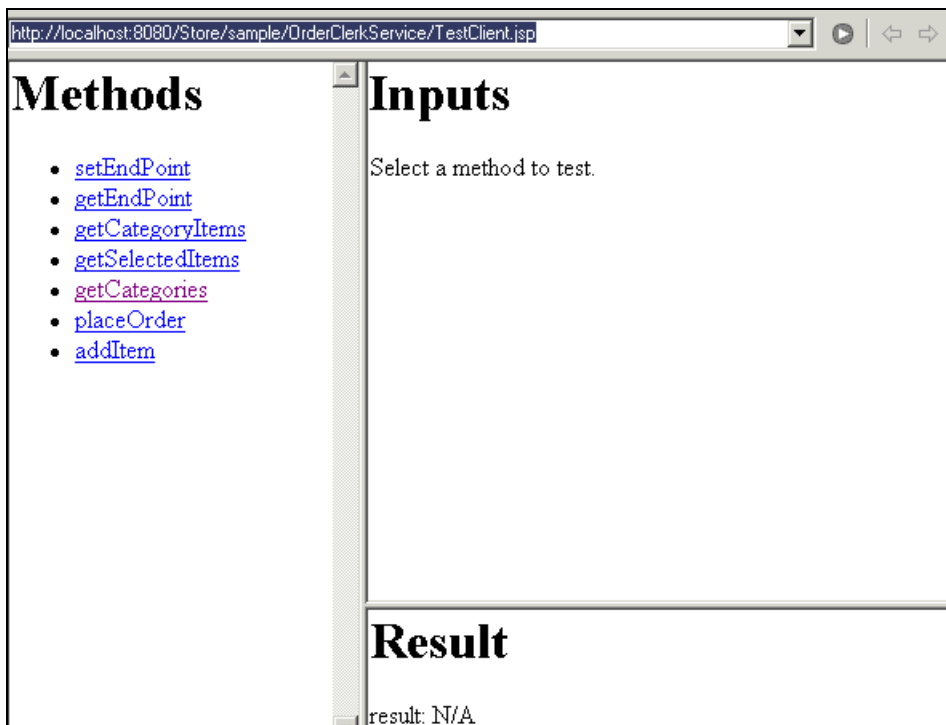 http://localhost:8080/Store/sample/OrderClerkService/TestClient.jsp
Methods
setEndPoint
getEndPoint
getCategoryItems
getSelectedItems
getCategories
placeOrder
addItem
Inputs
Select a method to test.
Result
result: N/A